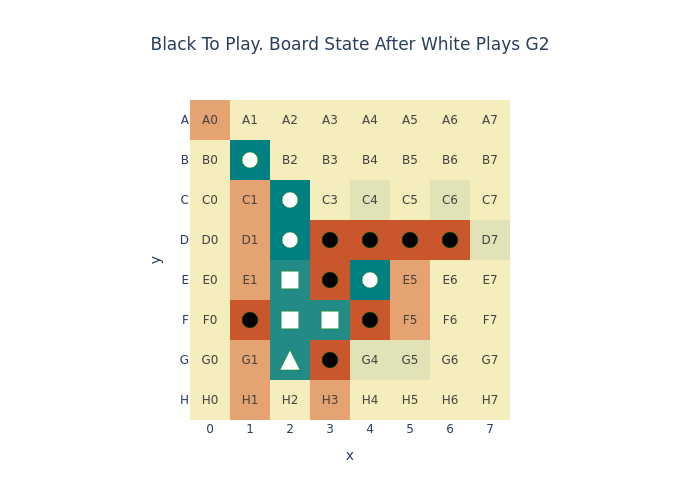 Black To Play. Board State After White Plays G2
A A0 A1 A2 A3 A4 A5 A6 A7
B B0 B2 B3 B4 B5 B6 B7
C C0 C1 C3 C4 C5 C6 C7
D D0 D1 D7
E E0 E1 E5 E6 E7
F F0 F5 F6 F7
G G0 G1 G4 G5 G6 G7
H H0 H1 H2 H3 H4 H5 H6 H7
0 1 2 3 4 5 6 7
x
y